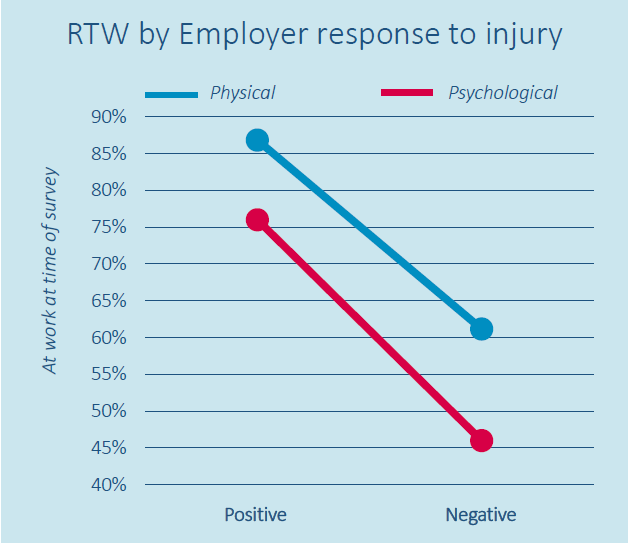 RTW by Employer response to injury
Physical
Psychological
90%
85%
80%
75%
70%
65%
60%
55%
50%
45%
40%
At work at time of survey
Positive
Negative